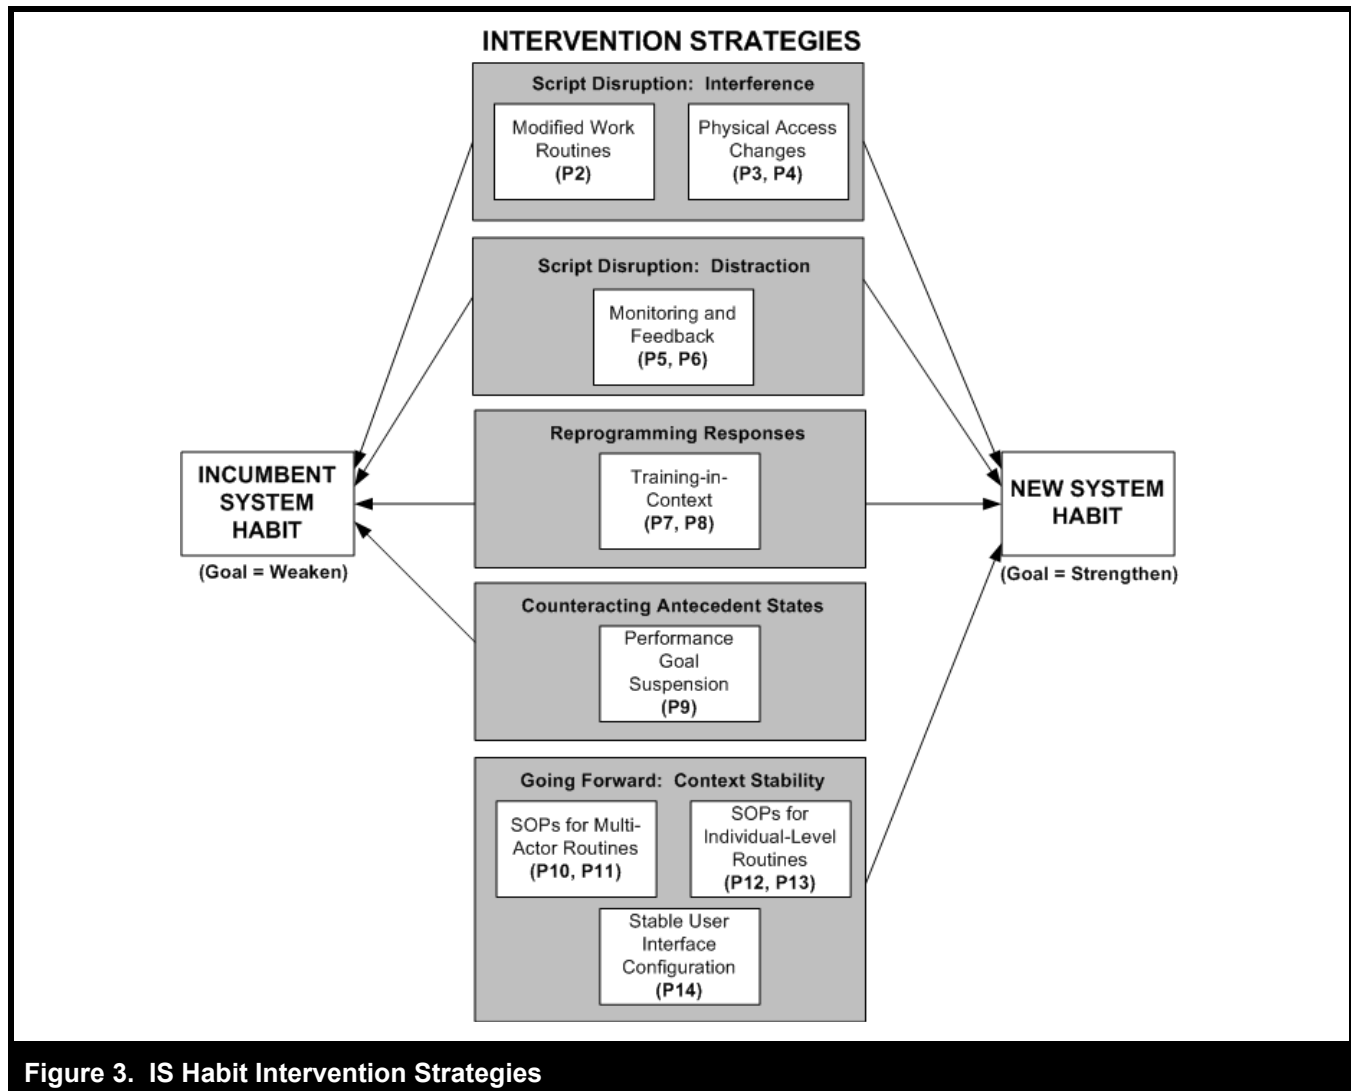 INTERVENTION STRATEGIES
Script Disruption: Interference
Modified Work
Routines
(P2)
Physical Access
Changes
(P3, P4)
Script Disruption: Distraction
Monitoring and
Feedback
(P5, P6)
INCUMBENT
SYSTEM
HABIT
(Goal = Weaken)
Reprogramming Responses
Training-in-
Context
(P7, P8)
NEW SYSTEM
HABIT
(Goal = Strengthen)
Counteracting Antecedent States
Performance
Goal
Suspension
(P9)
Going Forward: Context Stability
SOPs for Multi-
Actor Routines
(P10, P11)
SOPs for
Individual-Level
Routines
(P12, P13)
Stable User
Interface
Configuration
(P14)
Figure 3. IS Habit Intervention Strategies